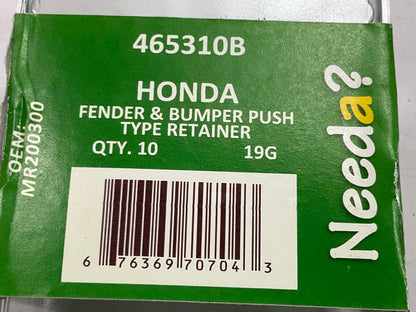 465310B
HONDA
FENDER & BUMPER PUSH
TYPE RETAINER
QTY. 10 19G
OEM:
MR200300
Needa?
6 76369 70704 3